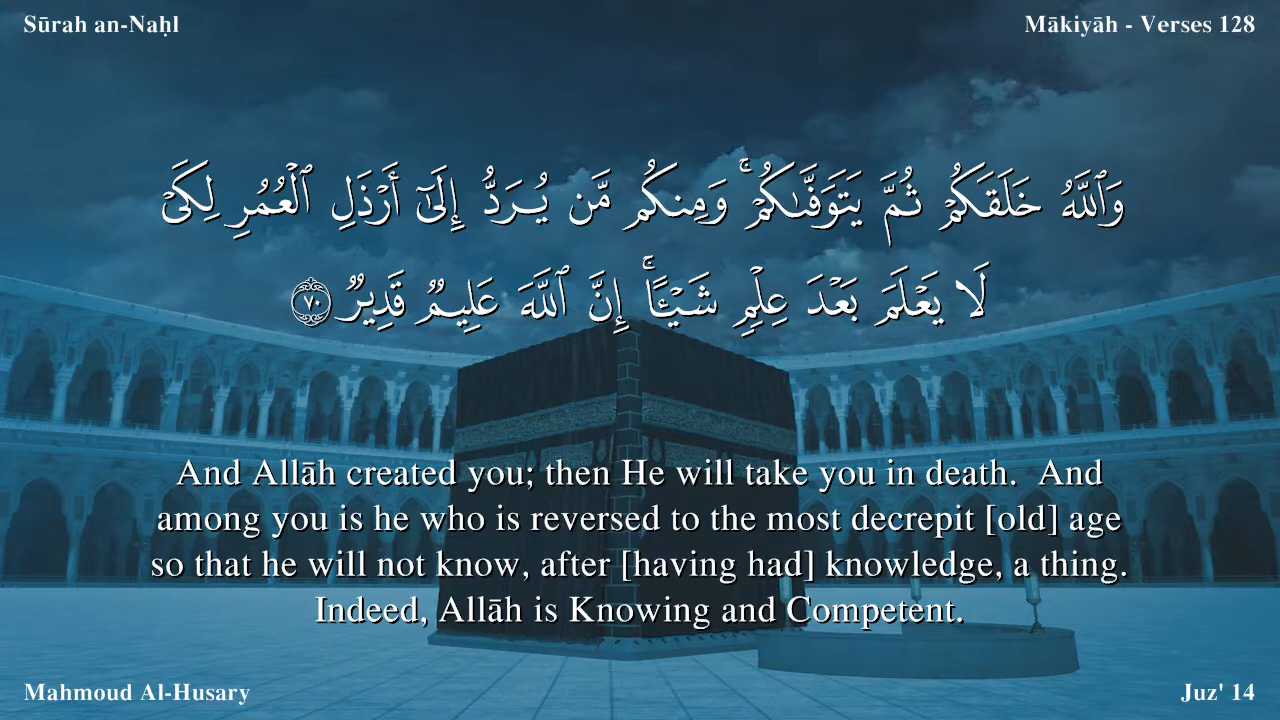 Sūrah an-Naḥl
Mākiyāh - Verses 128
وَٱللَّهُ خَلَقَكُمْ ثُمَّ يَتَوَفَّىٰكُمْ ۚ وَمِنكُم مَّن يُرَدُّ إِلَىٰٓ أَرْذَلِ ٱلْعُمُرِ لِكَىْ
لَا يَعْلَمَ بَعْدَ عِلْمٍ شَيْـًٔا ۚ إِنَّ ٱللَّهَ عَلِيمٌ قَدِيرٌ ٧٠
And Allāh created you; then He will take you in death.  And
among you is he who is reversed to the most decrepit [old] age
so that he will not know, after [having had] knowledge, a thing.
Indeed, Allāh is Knowing and Competent.
Mahmoud Al-Husary
Juz' 14